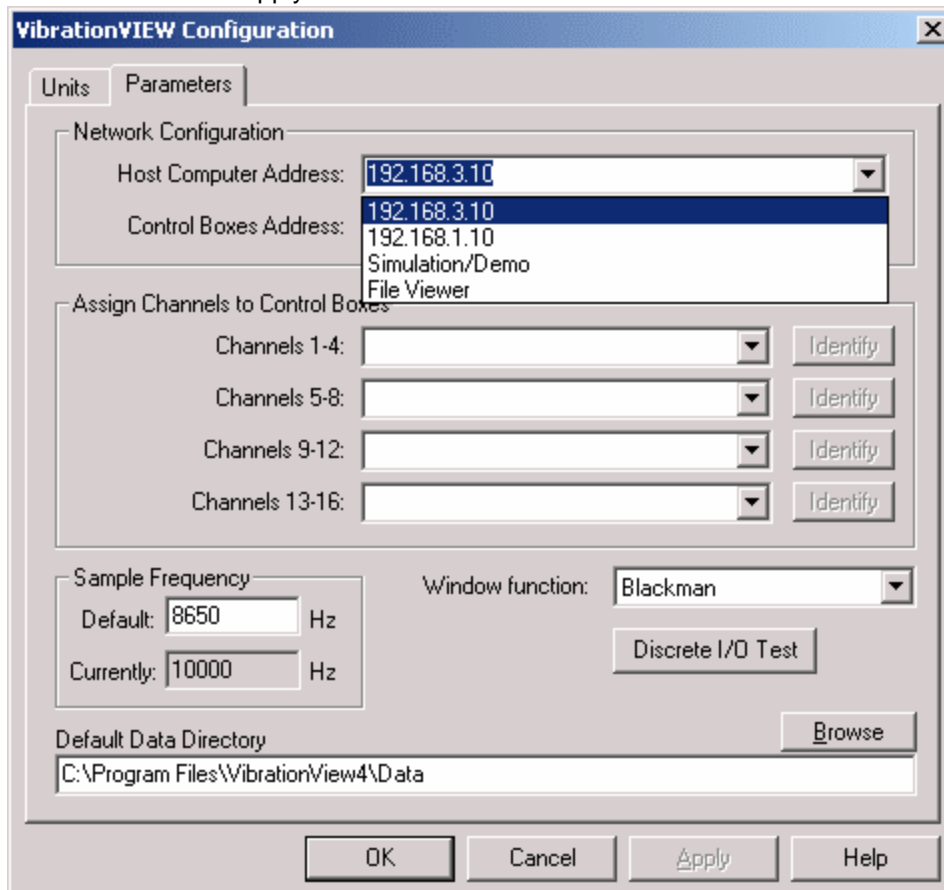 VibrationVIEW Configuration
Units
Parameters
Network Configuration
Host Computer Address:
192.168.3.10
192.168.3.10
Control Boxes Address:
192.168.1.10
Simulation/Demo
File Viewer
Assign Channels to Control Boxes
Channels 1-4:
Identify
Channels 5-8:
Identify
Channels 9-12:
Identify
Channels 13-16:
Identify
Sample Frequency
Window function:
Blackman
Default:
8650
Hz
Discrete I/O Test
Currently:
10000
Hz
Browse
Default Data Directory
C:\Program Files\VibrationView4\Data
OK
Cancel
Apply
Help